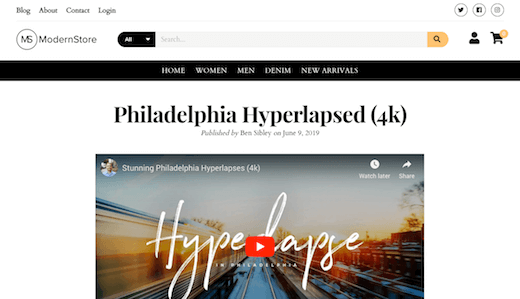 Blog About Contact Login
MS ModernStore
All
Search...
0
HOME WOMEN MEN DENIM NEW ARRIVALS
Philadelphia Hyperlapsed (4k)
Published by Ben Sibley on June 9, 2019
Stunning Philadelphia Hyperlapses (4k)
Watch later Share
Hyperlapse
IN PHILADELPHIA